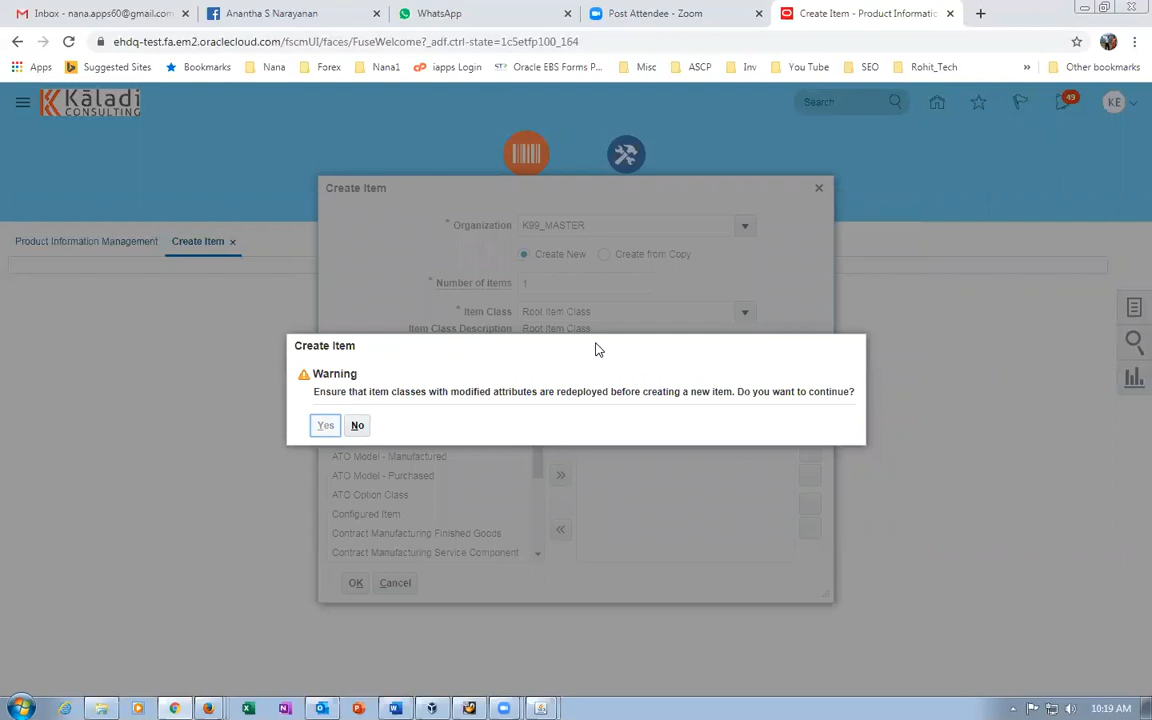 Inbox - nana.apps60@gmail.com
Anantha S Narayanan
WhatsApp
Post Attendee - Zoom
Create Item - Product Informatic
ehdq-test.fa.em2.oraclecloud.com/fscmUI/faces/FuseWelcome?_adf.ctrl-state=1c5etfp100_164
Apps
Suggested Sites
Bookmarks
Nana
Forex
Nana1
iapps Login
Oracle EBS Forms P...
Misc
ASCP
Inv
You Tube
SEO
Rohit_Tech
»
Other bookmarks
Kāladi
CONSULTING
Search
49
KE
Create Item
Product Information Management
Create Item
* Organization K99_MASTER
Create New
Create from Copy
* Number of items 1
* Item Class Root Item Class
Item Class Description Root Item Class
Create Item
Warning
Ensure that item classes with modified attributes are redeployed before creating a new item. Do you want to continue?
Yes
No
ATO Model - Manufactured
ATO Model - Purchased
ATO Option Class
Configured Item
Contract Manufacturing Finished Goods
Contract Manufacturing Service Component
OK
Cancel
10:19 AM